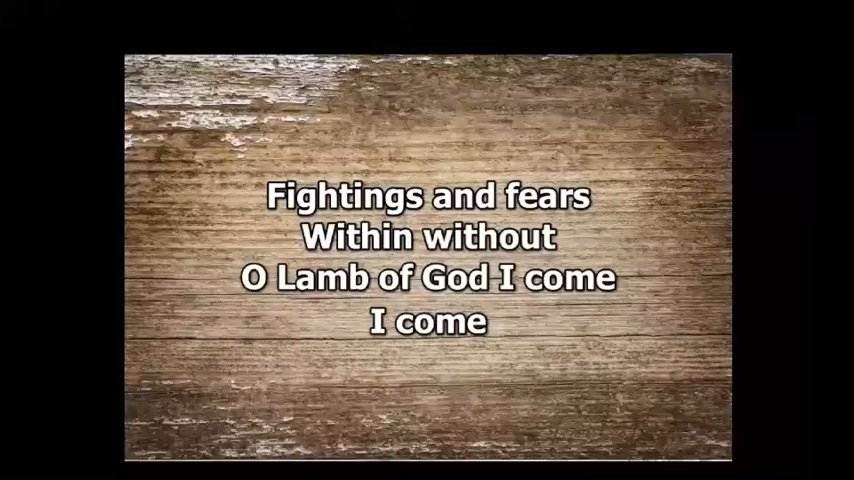 Fightings and fears
Within without
O Lamb of God I come
I come